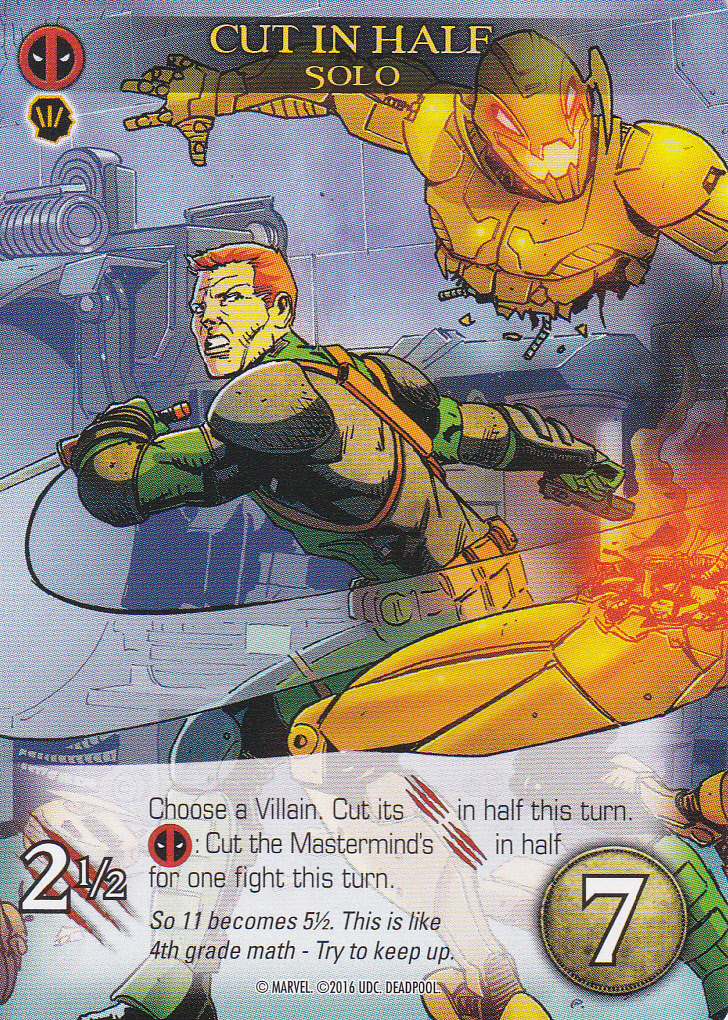 CUT IN HALF
SOLO
Choose a Villain. Cut its in half this turn.
: Cut the Mastermind's in half
for one fight this turn.
2½
So 11 becomes 5½. This is like
4th grade math - Try to keep up.
7
© MARVEL. ©2016 UDC. DEADPOOL.